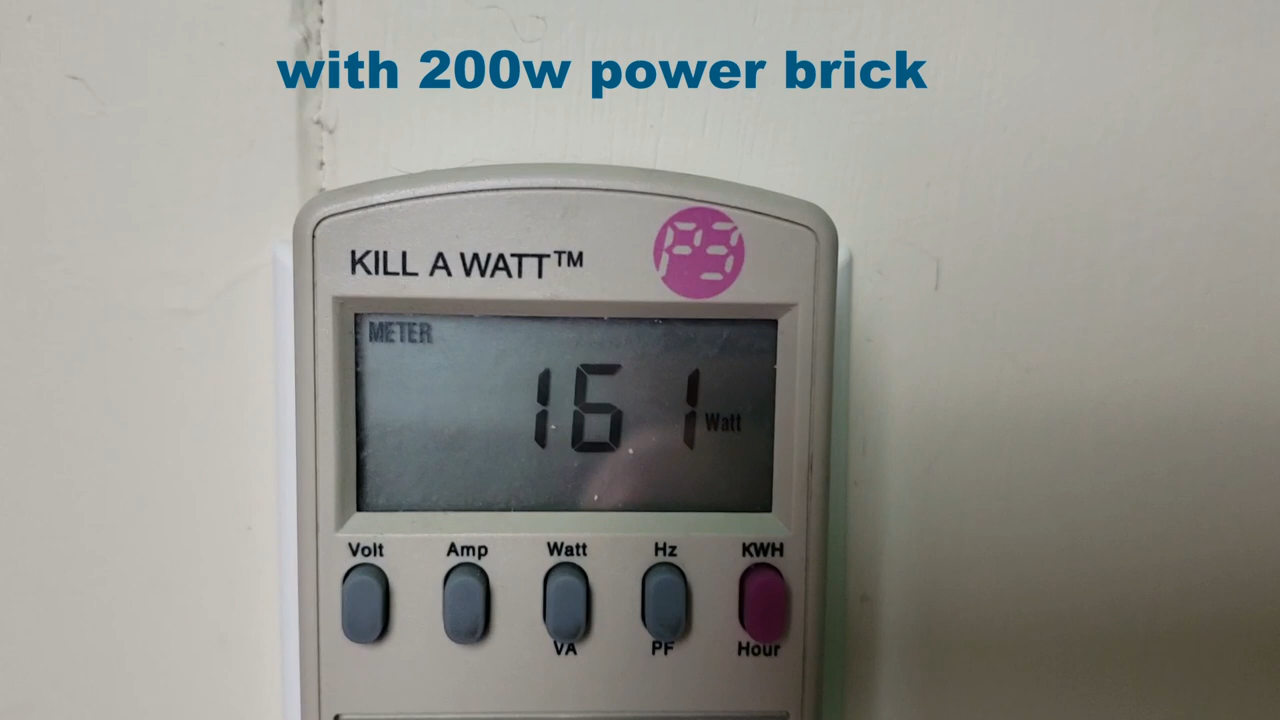 with 200w power brick
KILL A WATT™
P3
METER
161 Watt
Volt Amp Watt Hz KWH
VA PF Hour